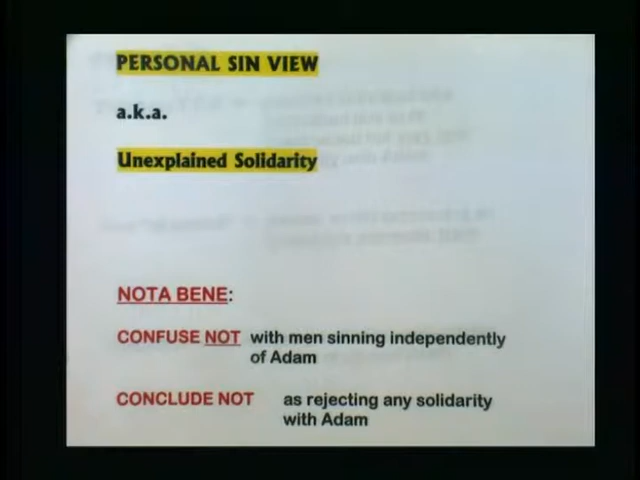 PERSONAL SIN VIEW
a.k.a.
Unexplained Solidarity
NOTA BENE:
CONFUSE NOT with men sinning independently
of Adam
CONCLUDE NOT as rejecting any solidarity
with Adam